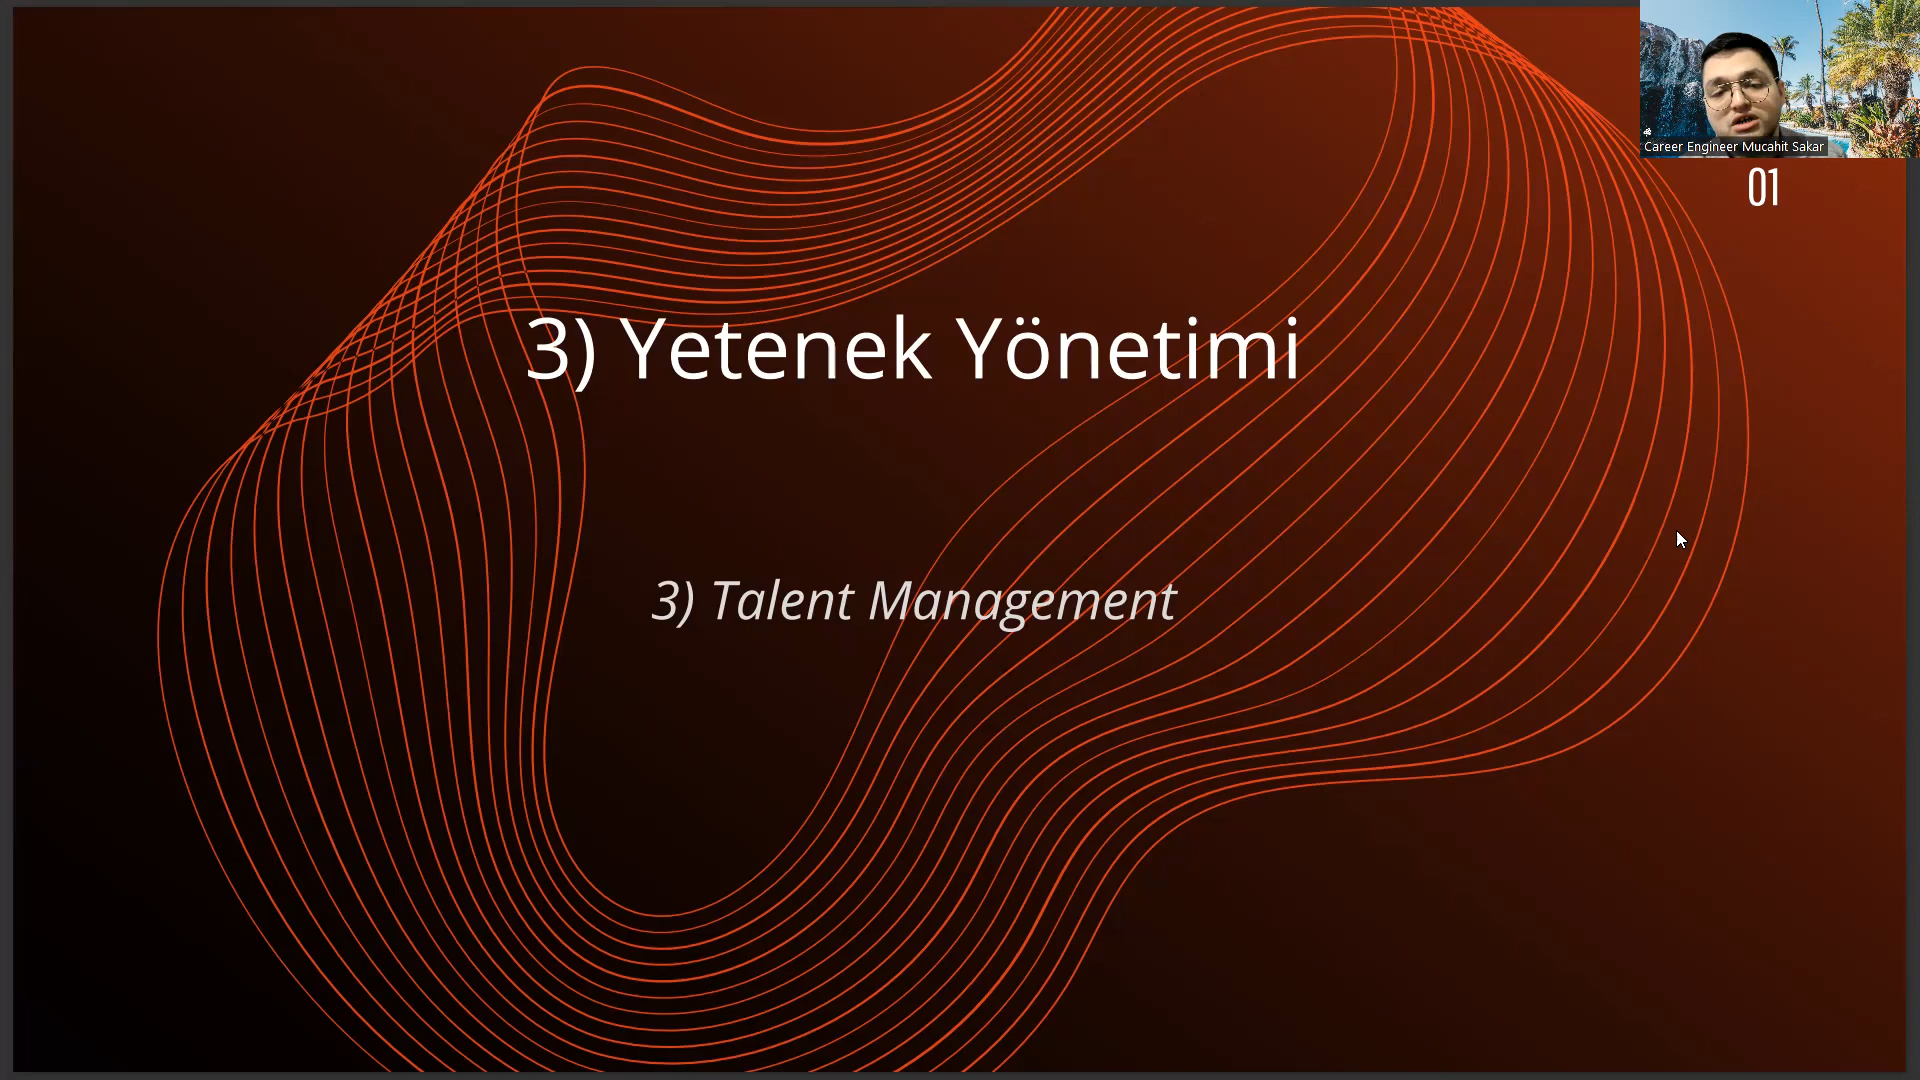 Career Engineer Mucahit Sakar
01
3) Yetenek Yönetimi
3) Talent Management